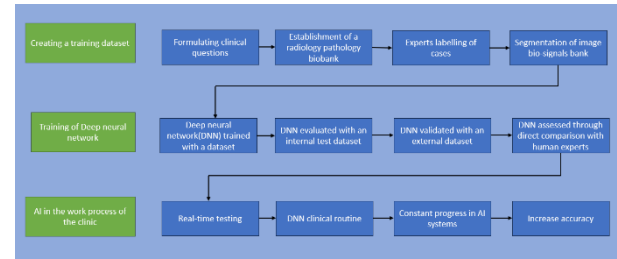 Creating a training dataset
Formulating clinical
questions
Establishment of a
radiology pathology
biobank
Experts labelling of
cases
Segmentation of image
bio-signals bank
Training of Deep neural
network
Deep neural
network(DNN) trained
with a dataset
DNN evaluated with an
internal test dataset
DNN validated with an
external dataset
DNN assessed through
direct comparison with
human experts
AI in the work process of
the clinic
Real-time testing
DNN clinical routine
Constant progress in AI
systems
Increase accuracy